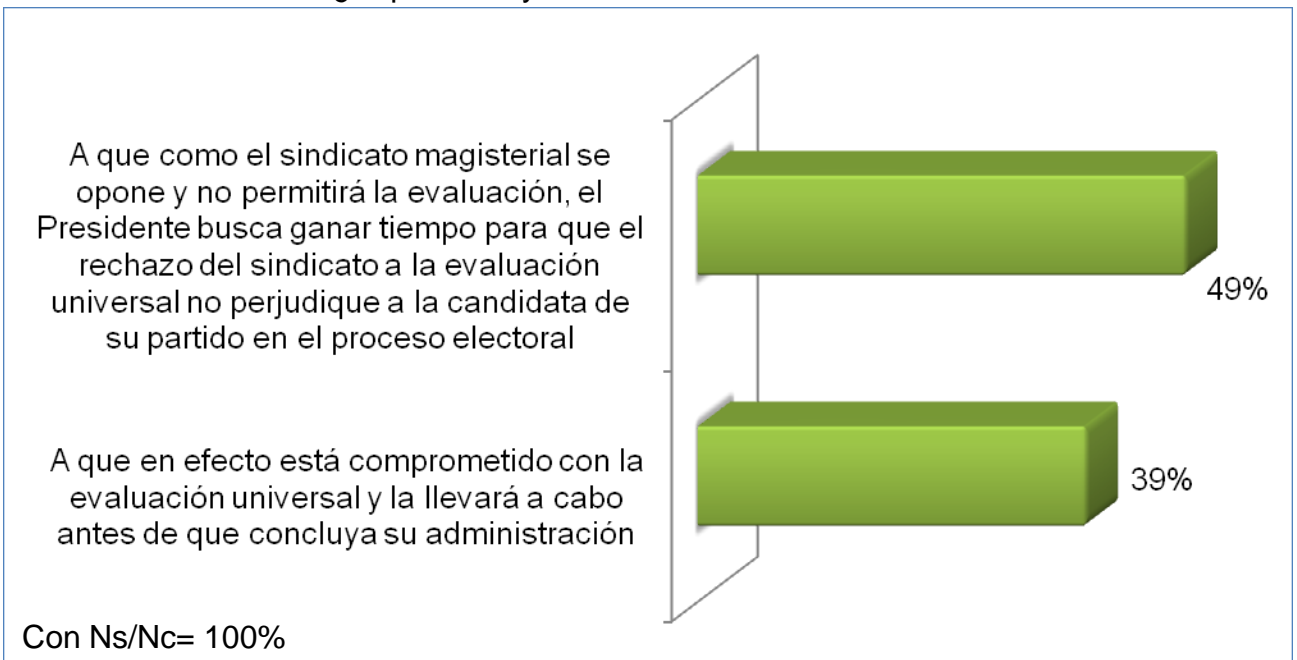 A que como el sindicato magisterial se
opone y no permitirá la evaluación, el
Presidente busca ganar tiempo para que el
rechazo del sindicato a la evaluación
universal no perjudique a la candidata de
su partido en el proceso electoral
49%
A que en efecto está comprometido con la
evaluación universal y la llevará a cabo
antes de que concluya su administración
39%
Con Ns/Nc= 100%